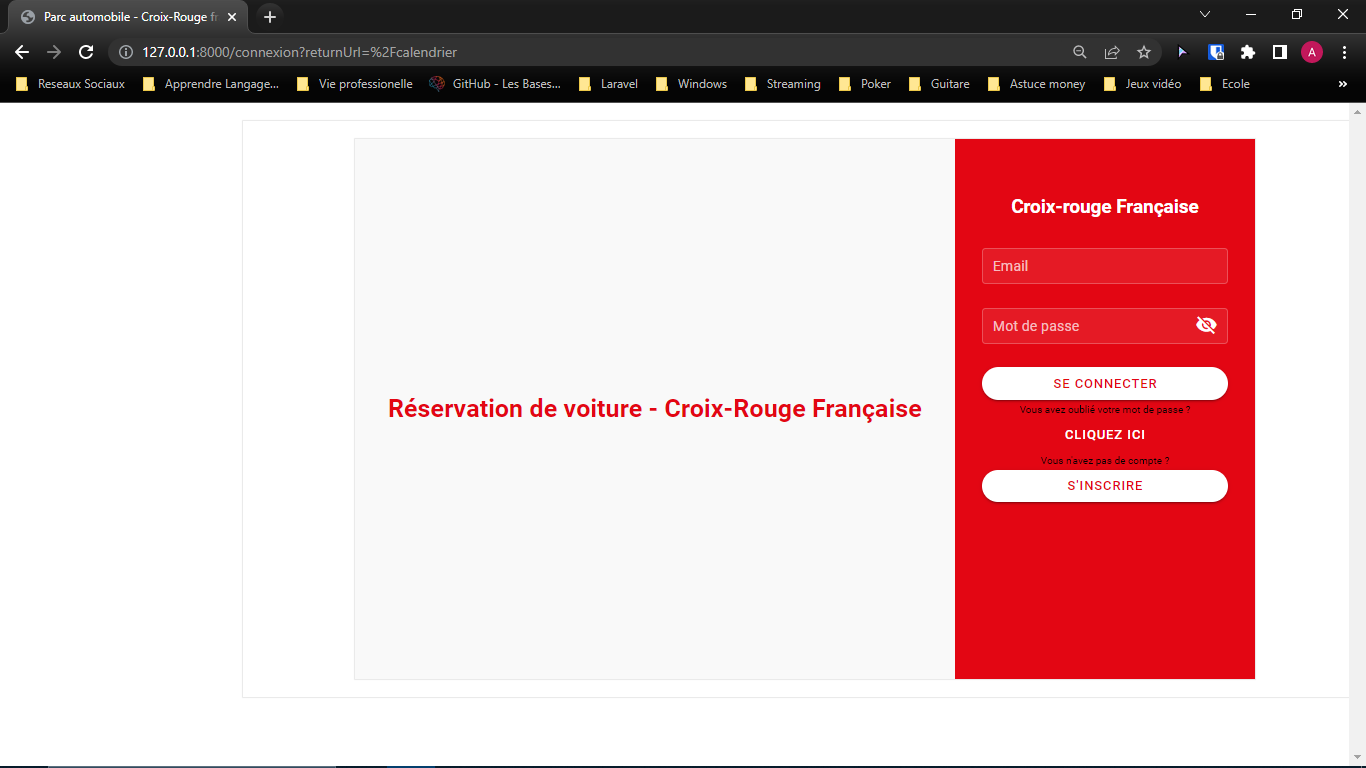 Parc automobile - Croix-Rouge fr
127.0.0.1:8000/connexion?returnUrl=%2Fcalendrier
A
Reseaux Sociaux Apprendre Langage... Vie professionelle GitHub - Les Bases... Laravel Windows Streaming Poker Guitare Astuce money Jeux vidéo Ecole »
Réservation de voiture - Croix-Rouge Française
Croix-rouge Française
Email
Mot de passe
SE CONNECTER
Vous avez oublié votre mot de passe ?
CLIQUEZ ICI
Vous n'avez pas de compte ?
S'INSCRIRE